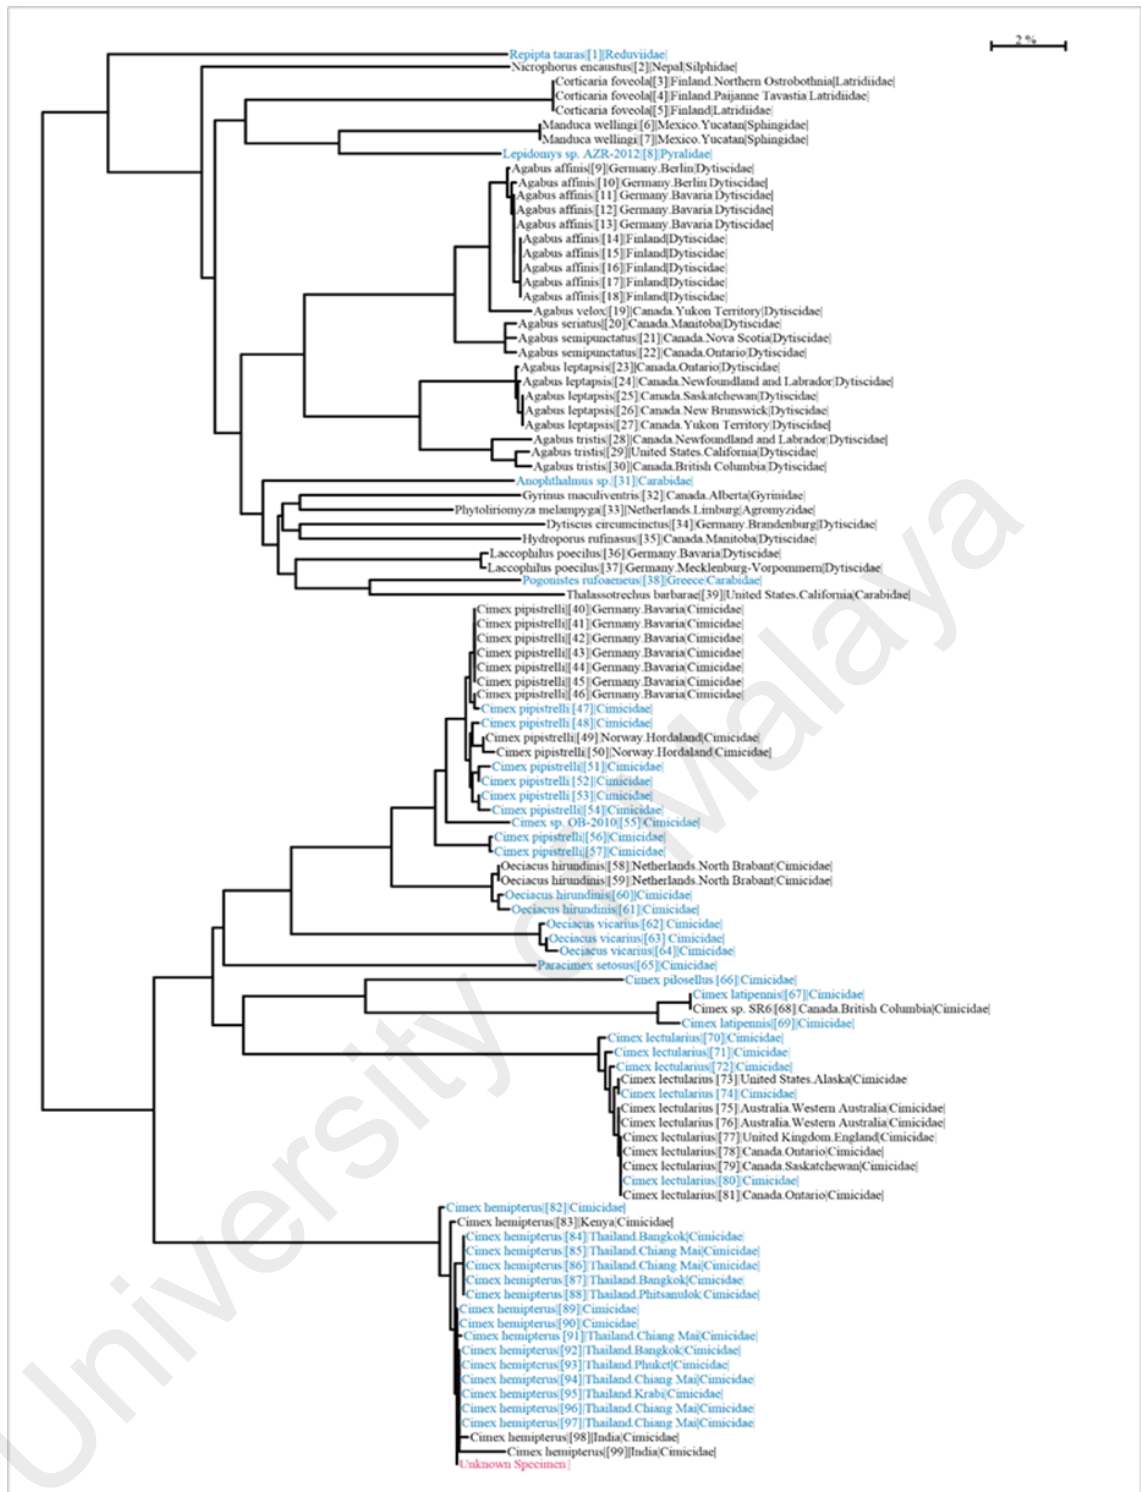 2 %
Repipta tauras|[1]|Reduviidae|
Nicrophorus encaustus|[2]|Nepal|Silphidae|
Corticaria foveola|[3]|Finland.Northern Ostrobothnia|Latridiidae|
Corticaria foveola|[4]|Finland.Paijanne Tavastia|Latridiidae|
Corticaria foveola|[5]|Finland|Latridiidae|
Manduca wellingi|[6]|Mexico.Yucatan|Sphingidae|
Manduca wellingi|[7]|Mexico.Yucatan|Sphingidae|
Lepidomys sp. AZR-2012|[8]|Pyralidae|
Agabus affinis|[9]|Germany.Berlin|Dytiscidae|
Agabus affinis|[10]|Germany.Berlin|Dytiscidae|
Agabus affinis|[11]|Germany.Bavaria|Dytiscidae|
Agabus affinis|[12]|Germany.Bavaria|Dytiscidae|
Agabus affinis|[13]|Germany.Bavaria|Dytiscidae|
Agabus affinis|[14]|Finland|Dytiscidae|
Agabus affinis|[15]|Finland|Dytiscidae|
Agabus affinis|[16]|Finland|Dytiscidae|
Agabus affinis|[17]|Finland|Dytiscidae|
Agabus affinis|[18]|Finland|Dytiscidae|
Agabus velox|[19]|Canada.Yukon Territory|Dytiscidae|
Agabus seriatus|[20]|Canada.Manitoba|Dytiscidae|
Agabus semipunctatus|[21]|Canada.Nova Scotia|Dytiscidae|
Agabus semipunctatus|[22]|Canada.Ontario|Dytiscidae|
Agabus leptapsis|[23]|Canada.Ontario|Dytiscidae|
Agabus leptapsis|[24]|Canada.Newfoundland and Labrador|Dytiscidae|
Agabus leptapsis|[25]|Canada.Saskatchewan|Dytiscidae|
Agabus leptapsis|[26]|Canada.New Brunswick|Dytiscidae|
Agabus leptapsis|[27]|Canada.Yukon Territory|Dytiscidae|
Agabus tristis|[28]|Canada.Newfoundland and Labrador|Dytiscidae|
Agabus tristis|[29]|United States.California|Dytiscidae|
Agabus tristis|[30]|Canada.British Columbia|Dytiscidae|
Anophthalmus sp.|[31]|Carabidae|
Gyrinus maculiventris|[32]|Canada.Alberta|Gyrinidae|
Phytoliriomyza melampyga|[33]|Netherlands.Limburg|Agromyzidae|
Dytiscus circumcinctus|[34]|Germany.Brandenburg|Dytiscidae|
Hydroporus rufinasus|[35]|Canada.Manitoba|Dytiscidae|
Laccophilus poecilus|[36]|Germany.Bavaria|Dytiscidae|
Laccophilus poecilus|[37]|Germany.Mecklenburg-Vorpommern|Dytiscidae|
Pogonistes rufoaeneus|[38]|Greece|Carabidae|
Thalassotrechus barbarae|[39]|United States.California|Carabidae|
Cimex pipistrelli|[40]|Germany.Bavaria|Cimicidae|
Cimex pipistrelli|[41]|Germany.Bavaria|Cimicidae|
Cimex pipistrelli|[42]|Germany.Bavaria|Cimicidae|
Cimex pipistrelli|[43]|Germany.Bavaria|Cimicidae|
Cimex pipistrelli|[44]|Germany.Bavaria|Cimicidae|
Cimex pipistrelli|[45]|Germany.Bavaria|Cimicidae|
Cimex pipistrelli|[46]|Germany.Bavaria|Cimicidae|
Cimex pipistrelli|[47]|Cimicidae|
Cimex pipistrelli|[48]|Cimicidae|
Cimex pipistrelli|[49]|Norway.Hordaland|Cimicidae|
Cimex pipistrelli|[50]|Norway.Hordaland|Cimicidae|
Cimex pipistrelli|[51]|Cimicidae|
Cimex pipistrelli|[52]|Cimicidae|
Cimex pipistrelli|[53]|Cimicidae|
Cimex pipistrelli|[54]|Cimicidae|
Cimex sp. OB-2010|[55]|Cimicidae|
Cimex pipistrelli|[56]|Cimicidae|
Cimex pipistrelli|[57]|Cimicidae|
Oeciacus hirundinis|[58]|Netherlands.North Brabant|Cimicidae|
Oeciacus hirundinis|[59]|Netherlands.North Brabant|Cimicidae|
Oeciacus hirundinis|[60]|Cimicidae|
Oeciacus hirundinis|[61]|Cimicidae|
Oeciacus vicarius|[62]|Cimicidae|
Oeciacus vicarius|[63]|Cimicidae|
Oeciacus vicarius|[64]|Cimicidae|
Paracimex setosus|[65]|Cimicidae|
Cimex pilosellus|[66]|Cimicidae|
Cimex latipennis|[67]|Cimicidae|
Cimex sp. SR6|[68]|Canada.British Columbia|Cimicidae|
Cimex latipennis|[69]|Cimicidae|
Cimex lectularius|[70]|Cimicidae|
Cimex lectularius|[71]|Cimicidae|
Cimex lectularius|[72]|Cimicidae|
Cimex lectularius|[73]|United States.Alaska|Cimicidae|
Cimex lectularius|[74]|Cimicidae|
Cimex lectularius|[75]|Australia.Western Australia|Cimicidae|
Cimex lectularius|[76]|Australia.Western Australia|Cimicidae|
Cimex lectularius|[77]|United Kingdom.England|Cimicidae|
Cimex lectularius|[78]|Canada.Ontario|Cimicidae|
Cimex lectularius|[79]|Canada.Saskatchewan|Cimicidae|
Cimex lectularius|[80]|Cimicidae|
Cimex lectularius|[81]|Canada.Ontario|Cimicidae|
Cimex hemipterus|[82]|Cimicidae|
Cimex hemipterus|[83]|Kenya|Cimicidae|
Cimex hemipterus|[84]|Thailand.Bangkok|Cimicidae|
Cimex hemipterus|[85]|Thailand.Chiang Mai|Cimicidae|
Cimex hemipterus|[86]|Thailand.Chiang Mai|Cimicidae|
Cimex hemipterus|[87]|Thailand.Bangkok|Cimicidae|
Cimex hemipterus|[88]|Thailand.Phitsanulok|Cimicidae|
Cimex hemipterus|[89]|Cimicidae|
Cimex hemipterus|[90]|Cimicidae|
Cimex hemipterus|[91]|Thailand.Chiang Mai|Cimicidae|
Cimex hemipterus|[92]|Thailand.Bangkok|Cimicidae|
Cimex hemipterus|[93]|Thailand.Phuket|Cimicidae|
Cimex hemipterus|[94]|Thailand.Chiang Mai|Cimicidae|
Cimex hemipterus|[95]|Thailand.Krabi|Cimicidae|
Cimex hemipterus|[96]|Thailand.Chiang Mai|Cimicidae|
Cimex hemipterus|[97]|Thailand.Chiang Mai|Cimicidae|
Cimex hemipterus|[98]|India|Cimicidae|
Cimex hemipterus|[99]|India|Cimicidae|
Unknown Specimen|
University of Malaya